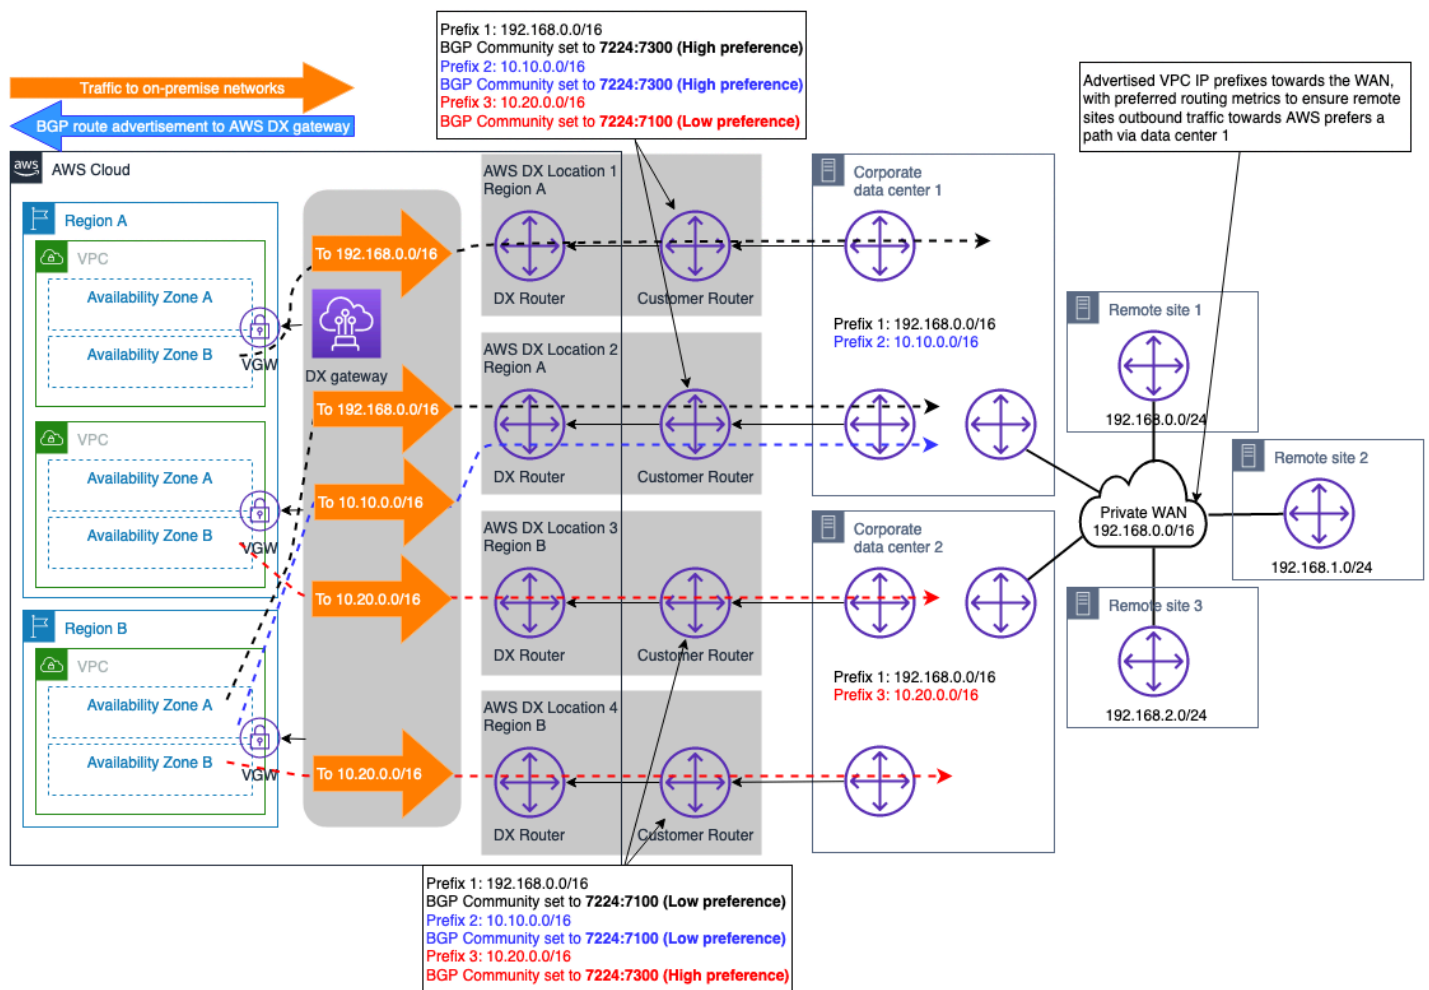 Prefix 1: 192.168.0.0/16
BGP Community set to 7224:7300 (High preference)
Prefix 2: 10.10.0.0/16
BGP Community set to 7224:7300 (High preference)
Prefix 3: 10.20.0.0/16
BGP Community set to 7224:7100 (Low preference)
Traffic to on-premise networks
BGP route advertisement to AWS DX gateway
Advertised VPC IP prefixes towards the WAN,
with preferred routing metrics to ensure remote
sites outbound traffic towards AWS prefers a
path via data center 1
aws
AWS Cloud
Region A
VPC
Availability Zone A
Availability Zone B
VGW
VPC
Availability Zone A
Availability Zone B
VGW
Region B
VPC
Availability Zone A
Availability Zone B
VGW
To 192.168.0.0/16
DX gateway
To 192.168.0.0/16
To 10.10.0.0/16
To 10.20.0.0/16
To 10.20.0.0/16
AWS DX Location 1
Region A
DX Router
Customer Router
AWS DX Location 2
Region A
DX Router
Customer Router
AWS DX Location 3
Region B
DX Router
Customer Router
AWS DX Location 4
Region B
DX Router
Customer Router
Corporate
data center 1
Prefix 1: 192.168.0.0/16
Prefix 2: 10.10.0.0/16
Corporate
data center 2
Prefix 1: 192.168.0.0/16
Prefix 3: 10.20.0.0/16
Remote site 1
192.168.0.0/24
Private WAN
192.168.0.0/16
Remote site 2
192.168.1.0/24
Remote site 3
192.168.2.0/24
Prefix 1: 192.168.0.0/16
BGP Community set to 7224:7100 (Low preference)
Prefix 2: 10.10.0.0/16
BGP Community set to 7224:7100 (Low preference)
Prefix 3: 10.20.0.0/16
BGP Community set to 7224:7300 (High preference)